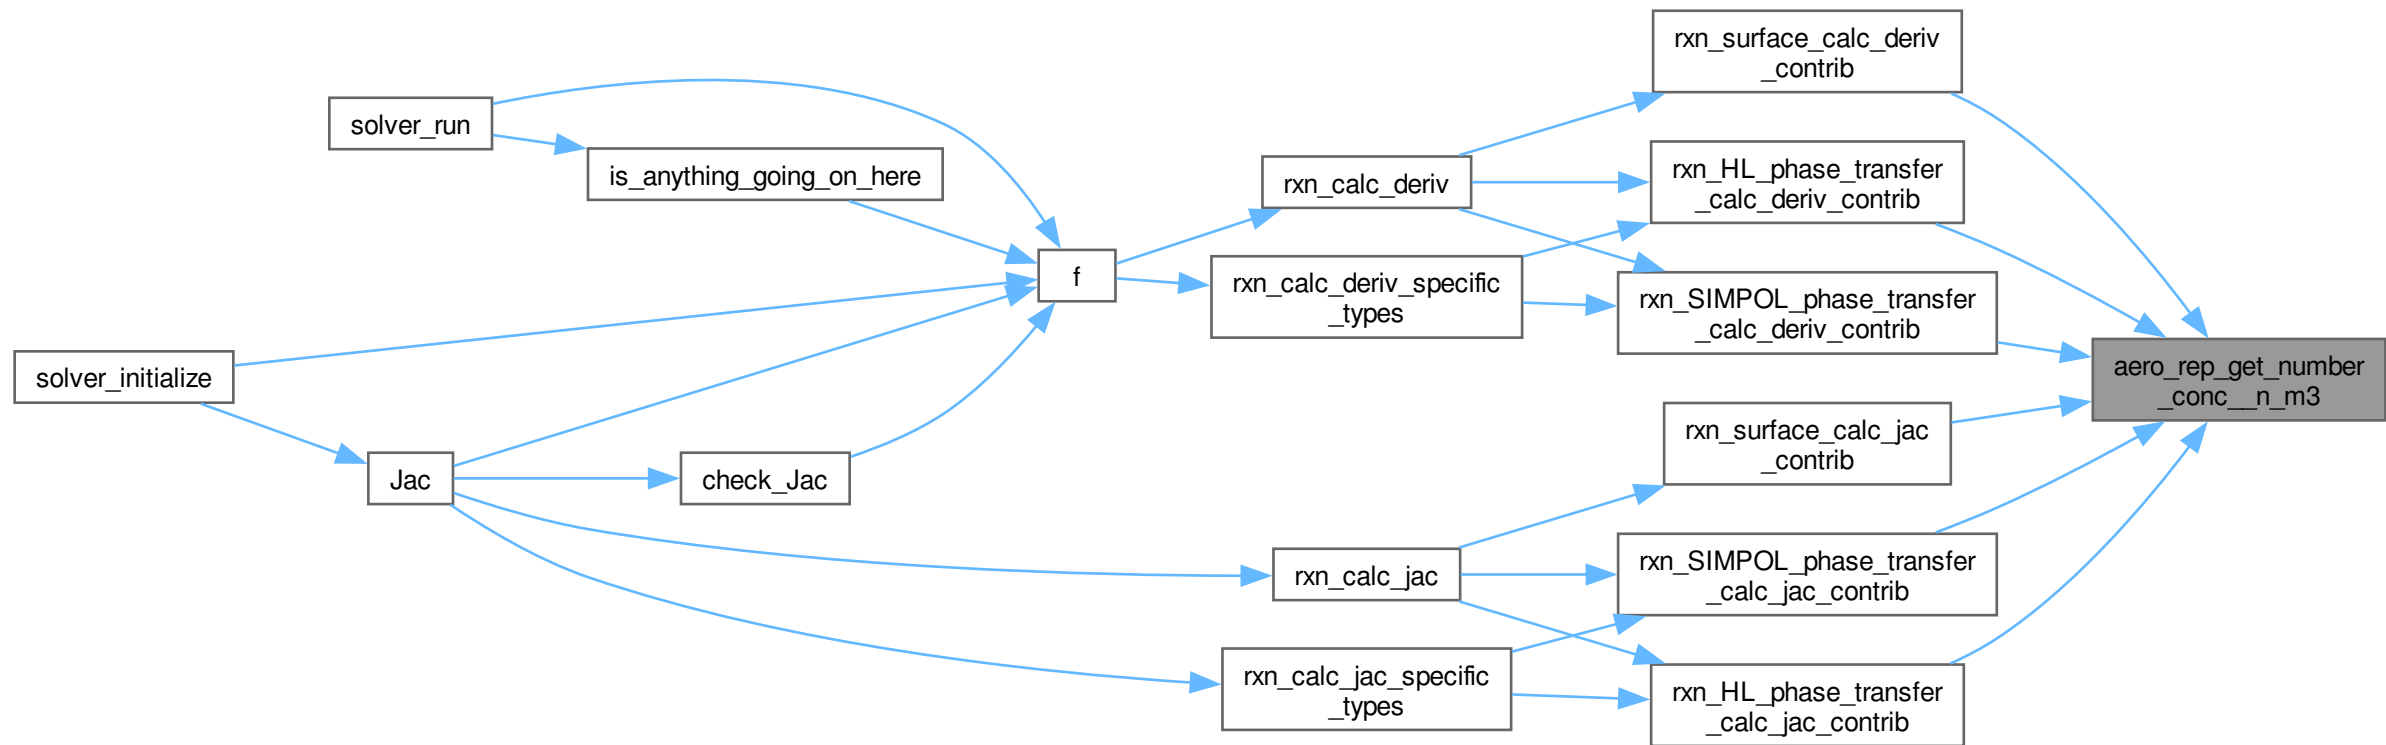 rxn_surface_calc_deriv
_contrib
solver_run
is_anything_going_on_here
rxn_calc_deriv
rxn_HL_phase_transfer
_calc_deriv_contrib
f
rxn_calc_deriv_specific
_types
rxn_SIMPOL_phase_transfer
_calc_deriv_contrib
solver_initialize
aero_rep_get_number
_conc__n_m3
Jac
check_Jac
rxn_surface_calc_jac
_contrib
rxn_calc_jac
rxn_SIMPOL_phase_transfer
_calc_jac_contrib
rxn_calc_jac_specific
_types
rxn_HL_phase_transfer
_calc_jac_contrib